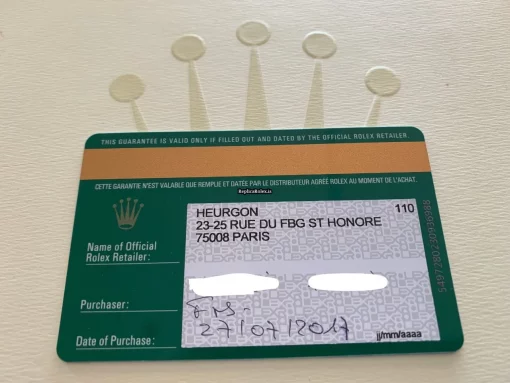 THIS GUARANTEE IS VALID ONLY IF FILLED OUT AND DATED BY THE OFFICIAL ROLEX RETAILER.
CETTE GARANTIE N'EST VALABLE QUE REMPLIE ET DATÉE PAR LE DISTRIBUTEUR AGRÉÉ ROLEX AU MOMENT DE L'ACHAT.
HEURGON 110
23-25 RUE DU FBG ST HONORE
75008 PARIS
Name of Official
Rolex Retailer:
Purchaser:
Date of Purchase:
27/07/2017
jj/mm/aaaa